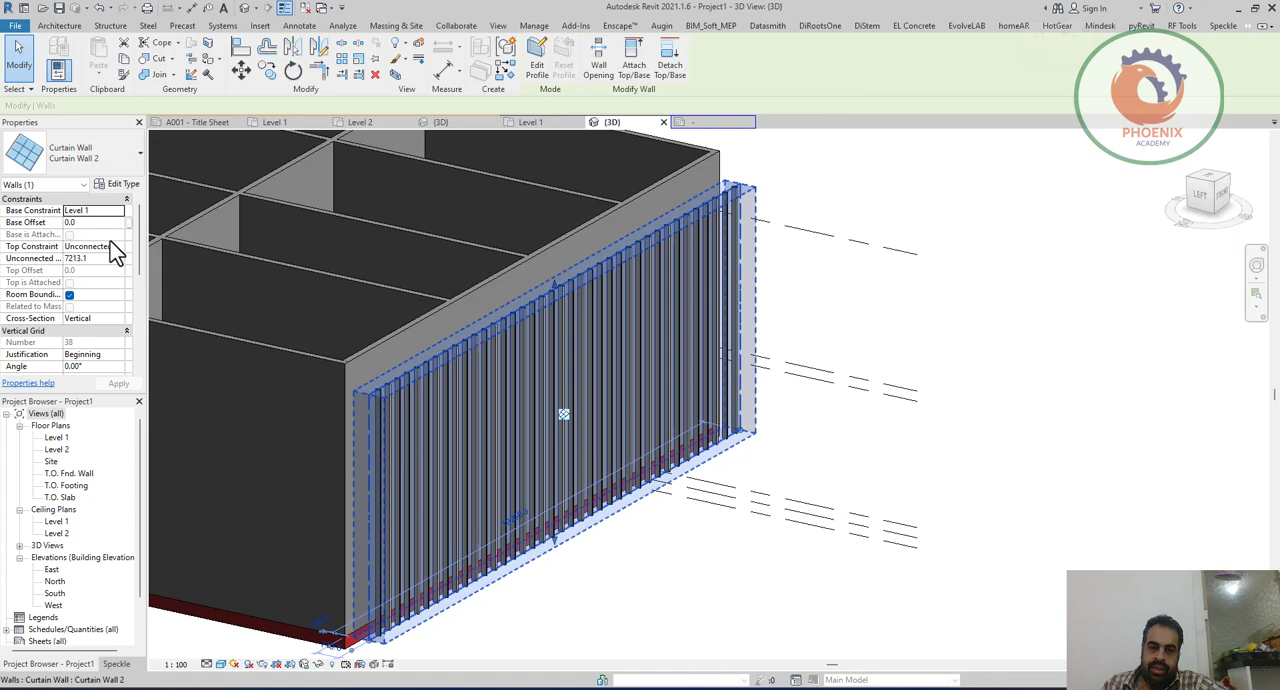 Autodesk Revit 2021.1.6 - Project1 - 3D View: {3D}
Sign In
File Architecture Structure Steel Precast Systems Insert Annotate Analyze Massing & Site Collaborate View Manage Add-Ins Enscape™ Augin BIM_Soft_MEP Datasmith DiRootsOne DiStem EL Concrete EvolveLAB homeAR HotGear Mindesk pyRevit RF Tools Speckle
Modify
Paste
Cope
Cut
Join
Edit Profile
Reset Profile
Wall Opening
Attach Top/Base
Detach Top/Base
Select Properties Clipboard Geometry Modify View Measure Create Mode Modify Wall
Modify | Walls
PHOENIX
ACADEMY
Properties
A001 - Title Sheet Level 1 Level 2 {3D} Level 1 {3D} -
Curtain Wall
Curtain Wall 2
Walls (1) Edit Type
Constraints
Base Constraint Level 1
Base Offset 0.0
Base is Attach...
Top Constraint Unconnected
Unconnected ... 7213.1
Top Offset 0.0
Top is Attached
Room Boundi...
Related to Mass
Cross-Section Vertical
Vertical Grid
Number 38
Justification Beginning
Angle 0.00°
Properties help Apply
Project Browser - Project1
Views (all)
Floor Plans
Level 1
Level 2
Site
T.O. Fnd. Wall
T.O. Footing
T.O. Slab
Ceiling Plans
Level 1
Level 2
3D Views
Elevations (Building Elevation
East
North
South
West
Legends
Schedules/Quantities (all)
Sheets (all)
Project Browser - Project1 Speckle
LEFT FRONT
1 : 100
Walls : Curtain Wall : Curtain Wall 2
:0
Main Model